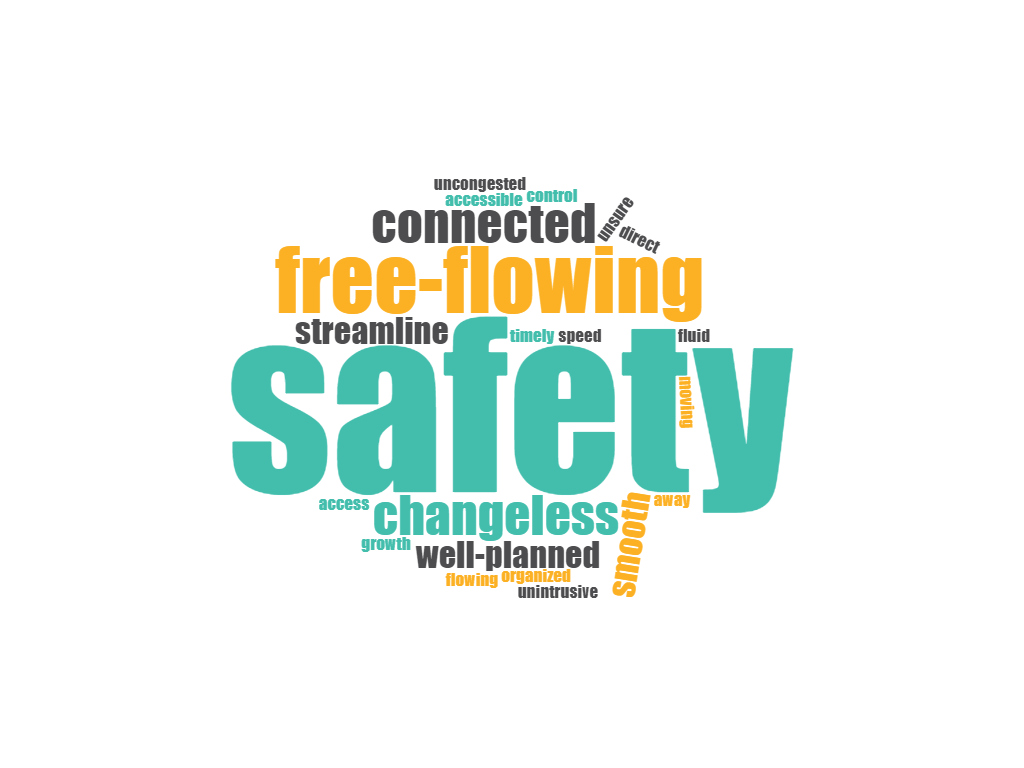 uncongested
accessible control
connected
unsure
direct
free-flowing
streamline timely speed fluid
safety
moving
access changeless smooth away
growth well-planned
flowing organized
unintrusive